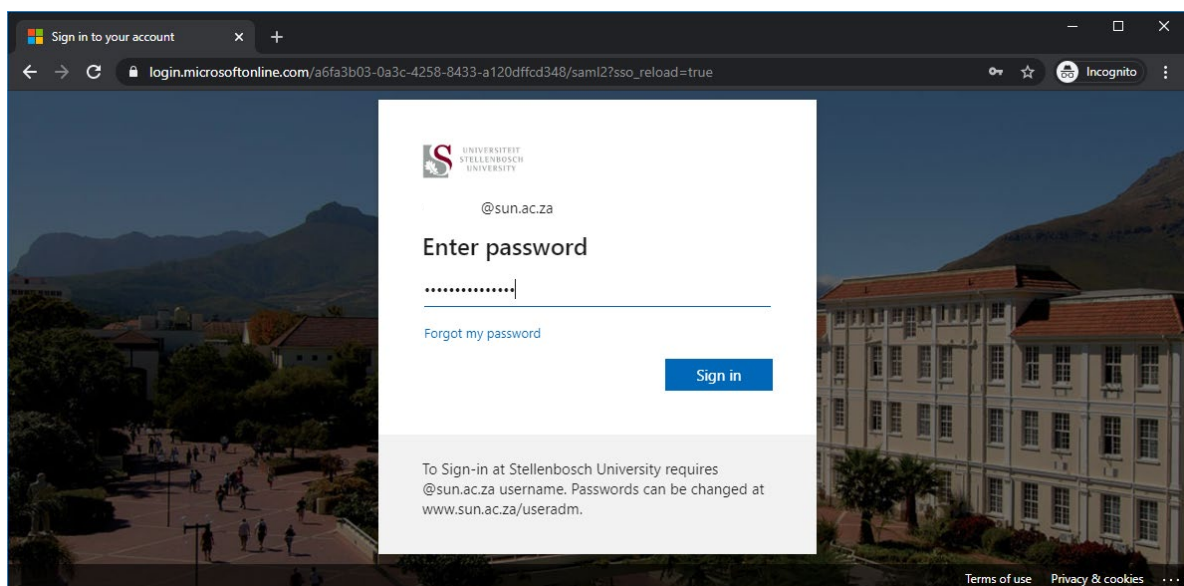 Sign in to your account
login.microsoftonline.com/a6fa3b03-0a3c-4258-8433-a120dffcd348/saml2?sso_reload=true
Incognito
UNIVERSITEIT
STELLENBOSCH
UNIVERSITY
@sun.ac.za
Enter password
Forgot my password
Sign in
To Sign-in at Stellenbosch University requires
@sun.ac.za username. Passwords can be changed at
www.sun.ac.za/useradm.
Terms of use Privacy & cookies ...